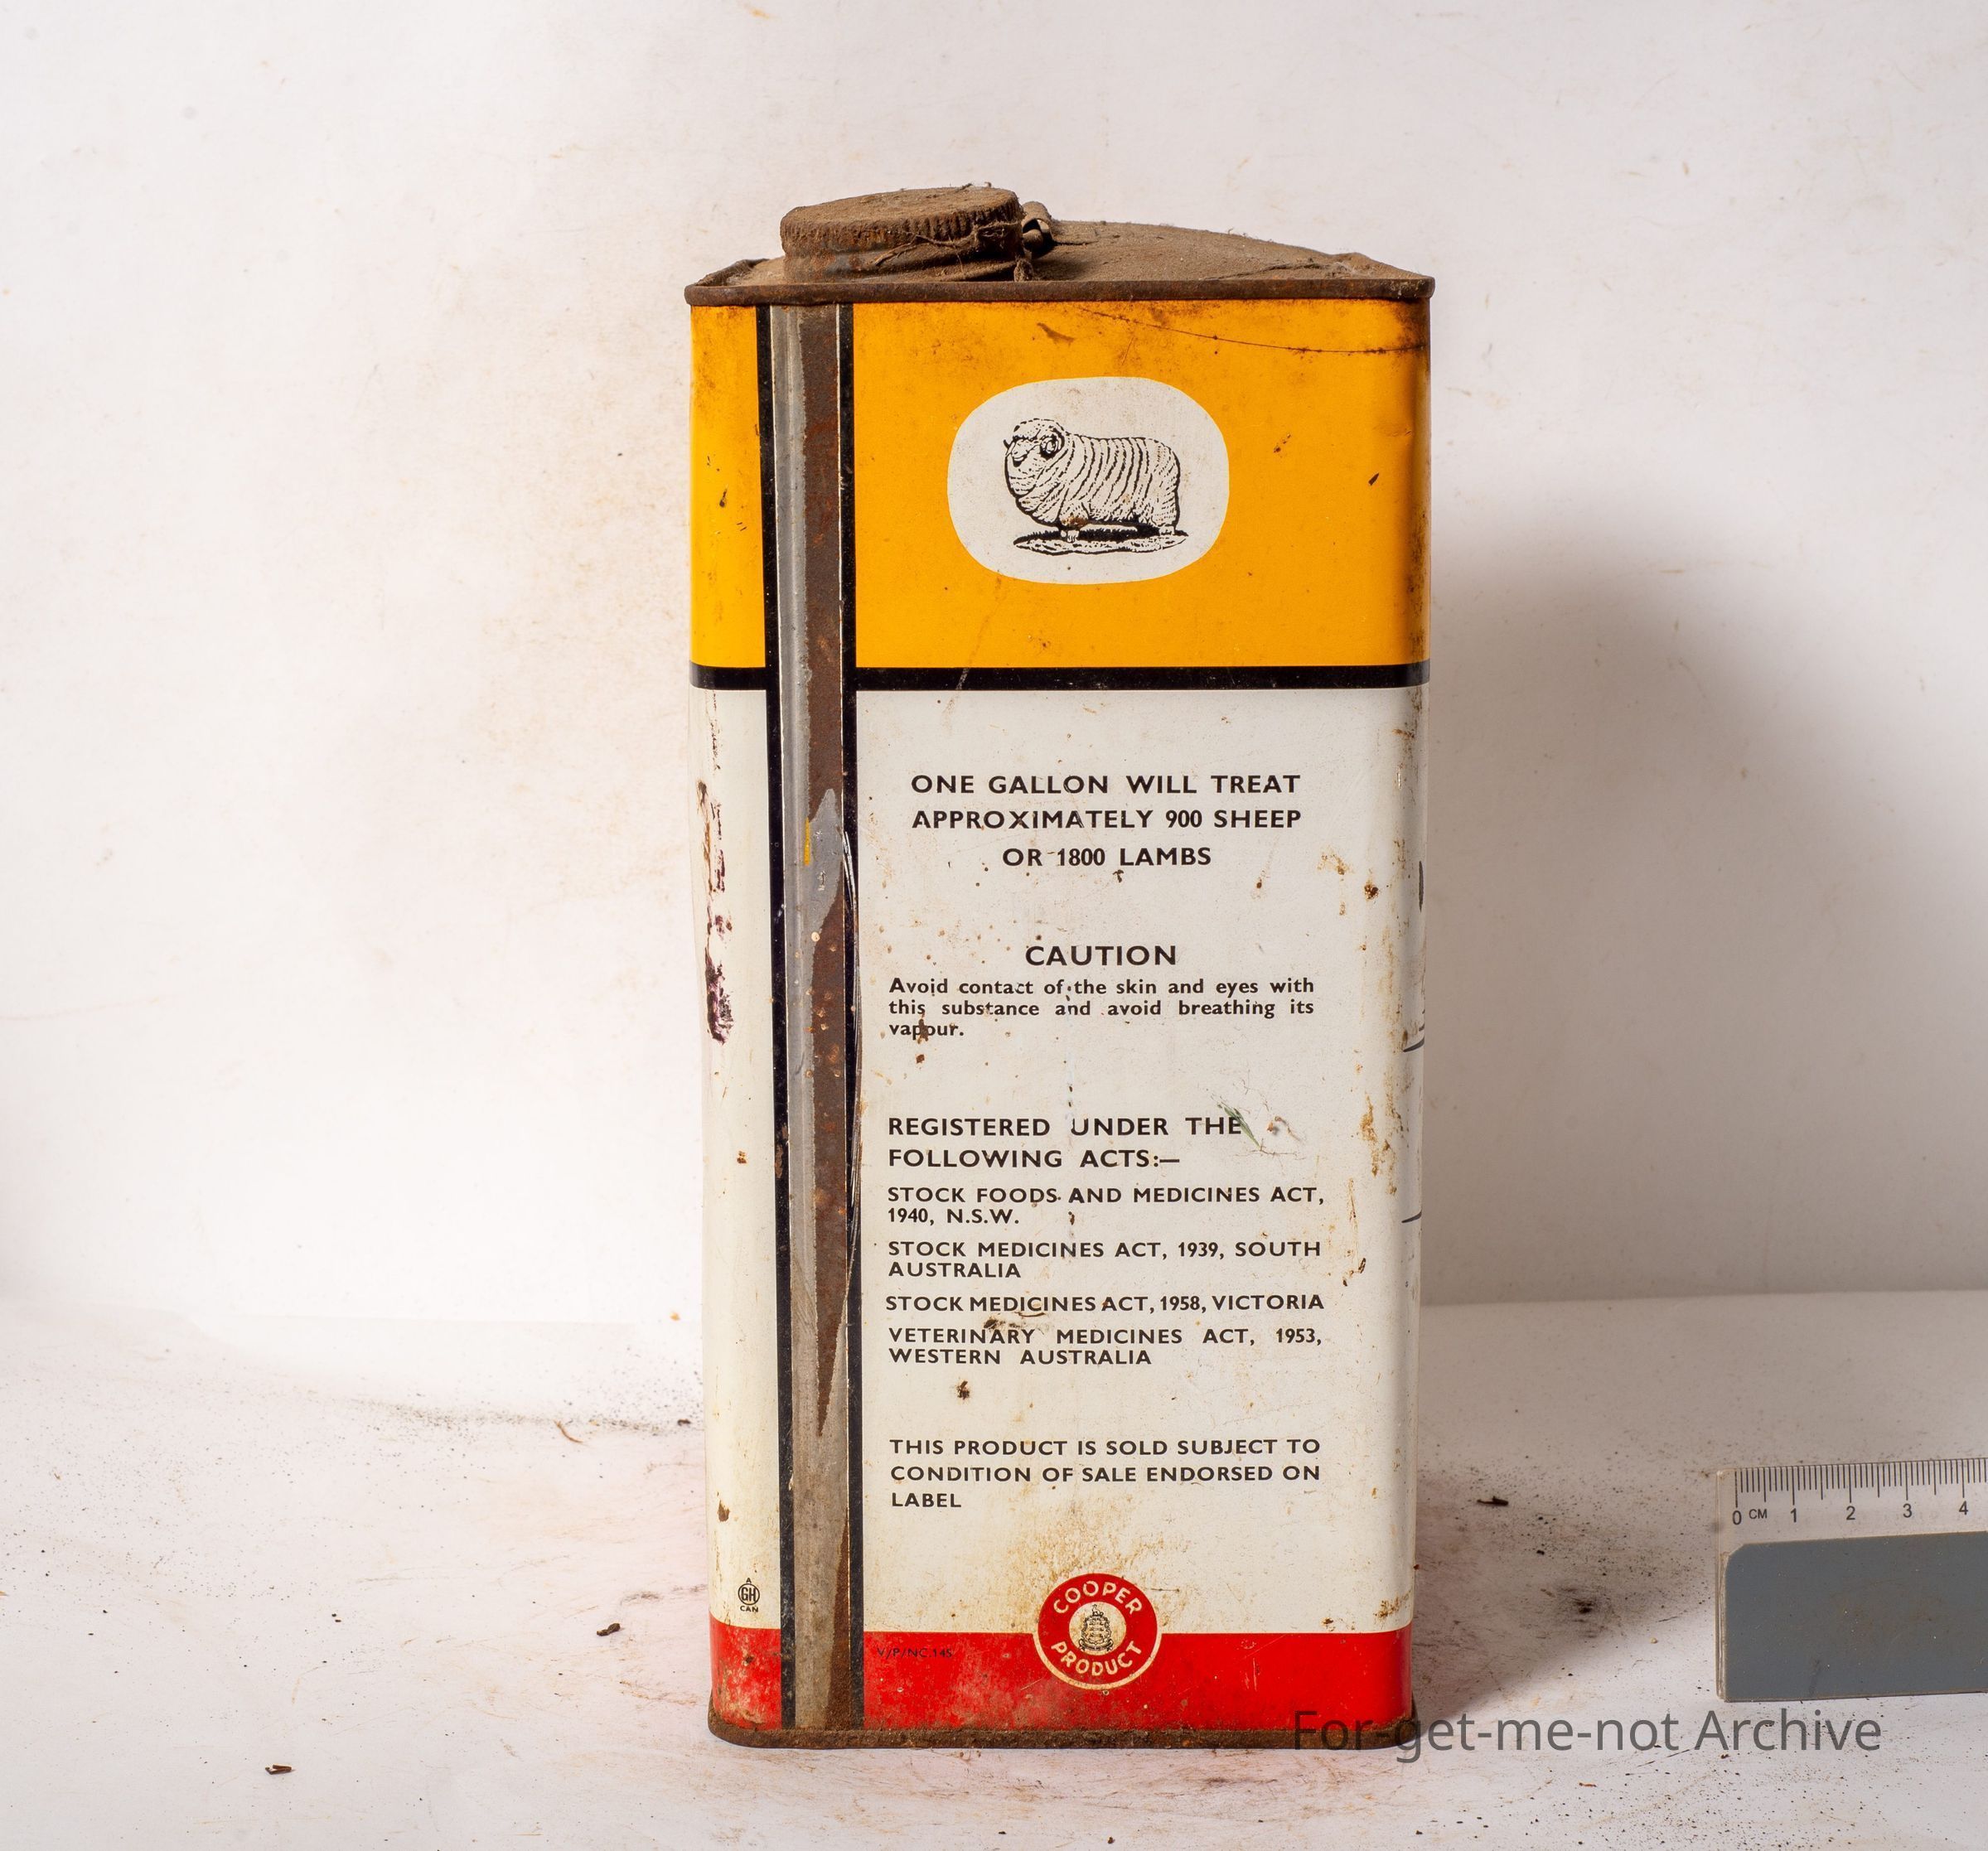 ONE GALLON WILL TREAT
APPROXIMATELY 900 SHEEP
OR 1800 LAMBS
CAUTION
Avoid contact of the skin and eyes with
this substance and avoid breathing its
vapour.
REGISTERED UNDER THE
FOLLOWING ACTS:—
STOCK FOODS AND MEDICINES ACT,
1940, N.S.W.
STOCK MEDICINES ACT, 1939, SOUTH
AUSTRALIA
STOCK MEDICINES ACT, 1958, VICTORIA
VETERINARY MEDICINES ACT, 1953,
WESTERN AUSTRALIA
THIS PRODUCT IS SOLD SUBJECT TO
CONDITION OF SALE ENDORSED ON
LABEL
A
GH
CAN
V/P/NC 145
COOPER
PRODUCT
0 CM 1 2 3 4
For-get-me-not Archive